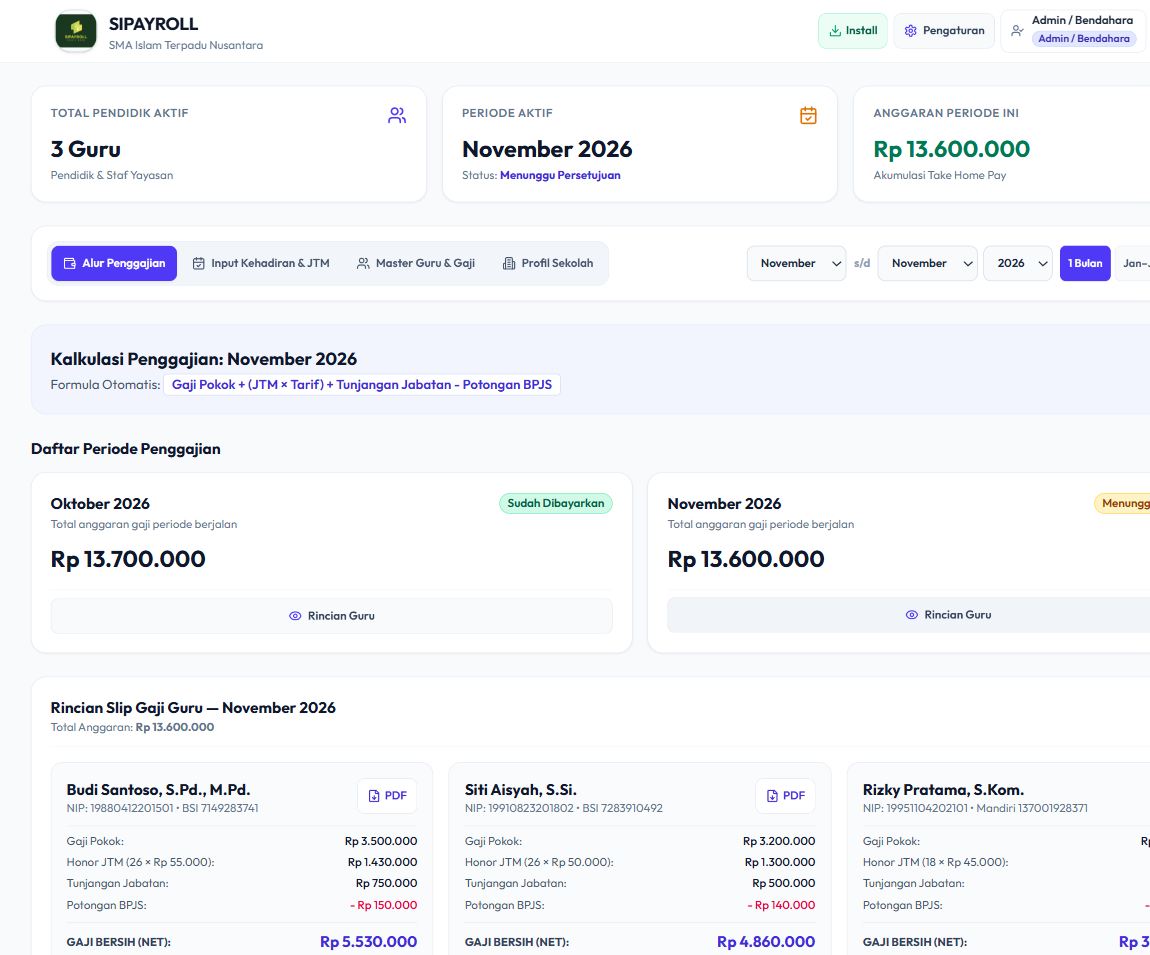 SIPAYROLL
SMA Islam Terpadu Nusantara
Install
Pengaturan
Admin / Bendahara
Admin / Bendahara
TOTAL PENDIDIK AKTIF
3 Guru
Pendidik & Staf Yayasan
PERIODE AKTIF
November 2026
Status: Menunggu Persetujuan
ANGGARAN PERIODE INI
Rp 13.600.000
Akumulasi Take Home Pay
Alur Penggajian
Input Kehadiran & JTM
Master Guru & Gaji
Profil Sekolah
November
s/d
November
2026
1 Bulan
Jan–
Kalkulasi Penggajian: November 2026
Formula Otomatis: Gaji Pokok + (JTM × Tarif) + Tunjangan Jabatan - Potongan BPJS
Daftar Periode Penggajian
Oktober 2026
Sudah Dibayarkan
Total anggaran gaji periode berjalan
Rp 13.700.000
Rincian Guru
November 2026
Menungg
Total anggaran gaji periode berjalan
Rp 13.600.000
Rincian Guru
Rincian Slip Gaji Guru — November 2026
Total Anggaran: Rp 13.600.000
Budi Santoso, S.Pd., M.Pd.
NIP: 19880412201501 • BSI 7149283741
PDF
Gaji Pokok: Rp 3.500.000
Honor JTM (26 × Rp 55.000): Rp 1.430.000
Tunjangan Jabatan: Rp 750.000
Potongan BPJS: - Rp 150.000
GAJI BERSIH (NET): Rp 5.530.000
Siti Aisyah, S.Si.
NIP: 19910823201802 • BSI 7283910492
PDF
Gaji Pokok: Rp 3.200.000
Honor JTM (26 × Rp 50.000): Rp 1.300.000
Tunjangan Jabatan: Rp 500.000
Potongan BPJS: - Rp 140.000
GAJI BERSIH (NET): Rp 4.860.000
Rizky Pratama, S.Kom.
NIP: 19951104202101 • Mandiri 137001928371
Gaji Pokok:
Honor JTM (18 × Rp 45.000):
Tunjangan Jabatan:
Potongan BPJS: -
GAJI BERSIH (NET): Rp 3